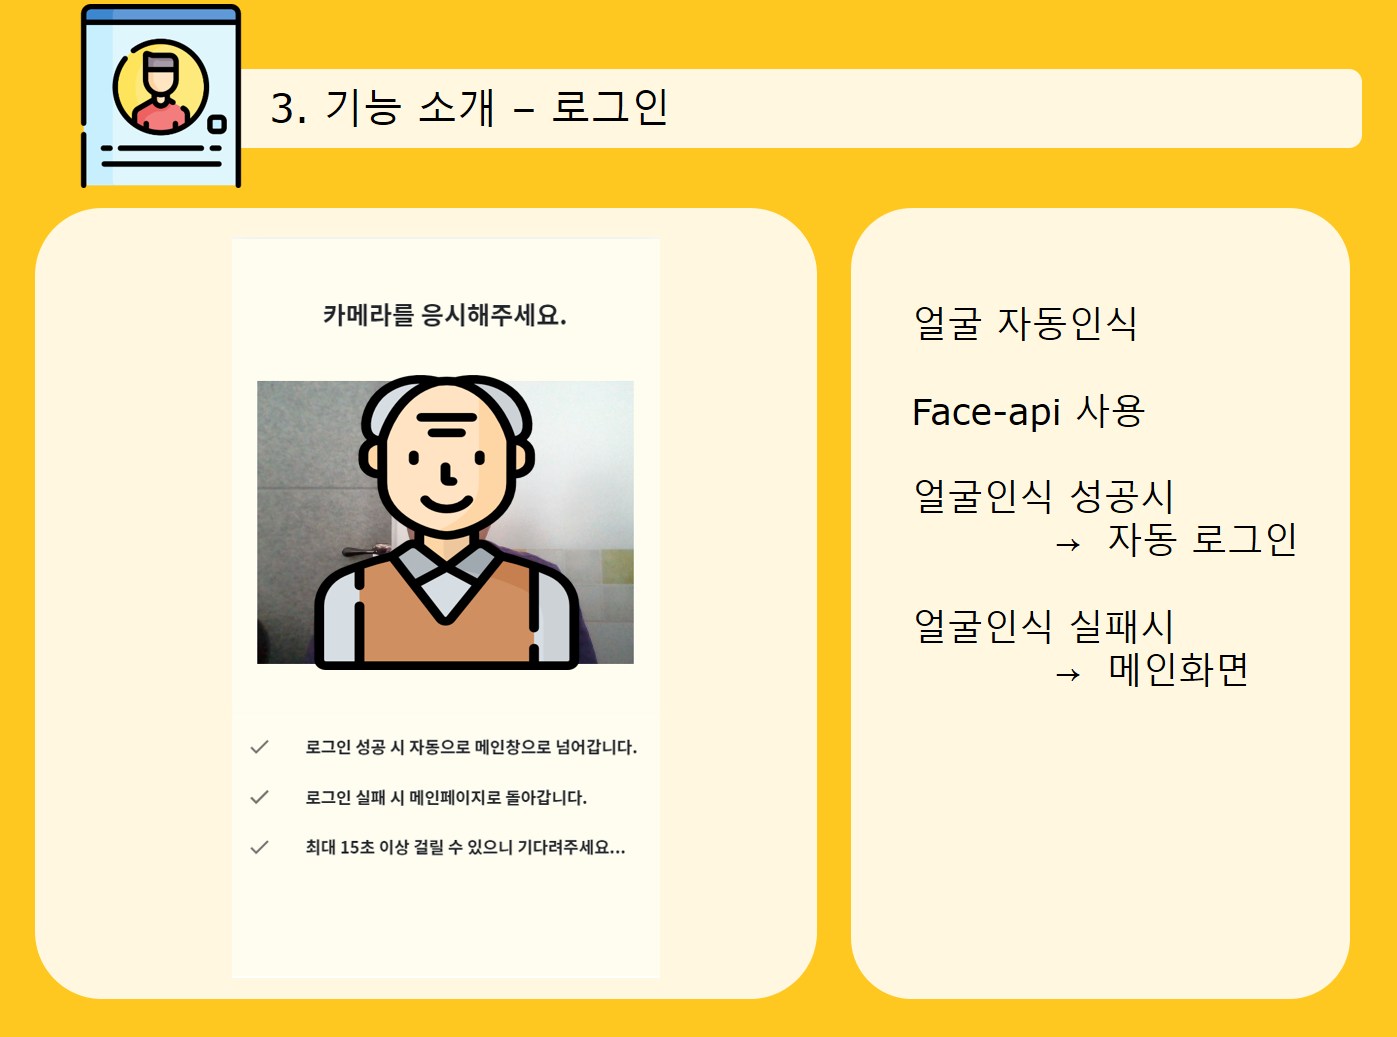 3. 기능 소개 – 로그인
카메라를 응시해주세요.
로그인 성공 시 자동으로 메인창으로 넘어갑니다.
로그인 실패 시 메인페이지로 돌아갑니다.
최대 15초 이상 걸릴 수 있으니 기다려주세요...
얼굴 자동인식
Face-api 사용
얼굴인식 성공시
→ 자동 로그인
얼굴인식 실패시
→ 메인화면